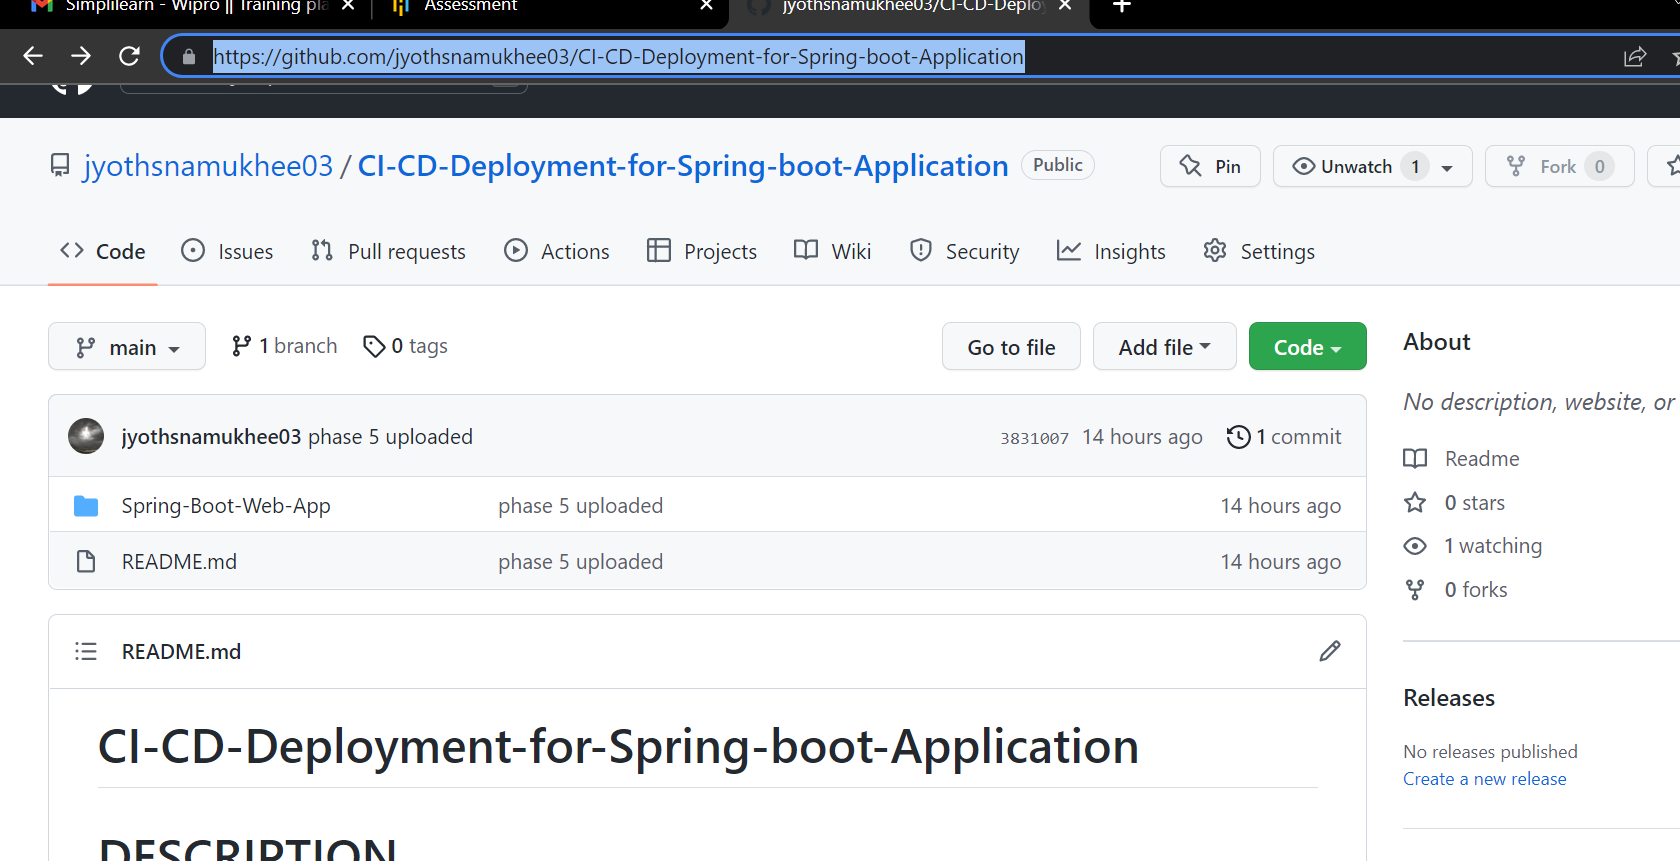 Simplilearn - Wipro || Training pla
Assessment
jyothsnamukhee03/CI-CD-Deploy
https://github.com/jyothsnamukhee03/CI-CD-Deployment-for-Spring-boot-Application
jyothsnamukhee03 / CI-CD-Deployment-for-Spring-boot-Application Public
Pin
Unwatch 1
Fork 0
Code Issues Pull requests Actions Projects Wiki Security Insights Settings
main 1 branch 0 tags Go to file Add file Code
jyothsnamukhee03 phase 5 uploaded 3831007 14 hours ago 1 commit
Spring-Boot-Web-App phase 5 uploaded 14 hours ago
README.md phase 5 uploaded 14 hours ago
README.md
CI-CD-Deployment-for-Spring-boot-Application
DESCRIPTION
About
No description, website, or
Readme
0 stars
1 watching
0 forks
Releases
No releases published
Create a new release